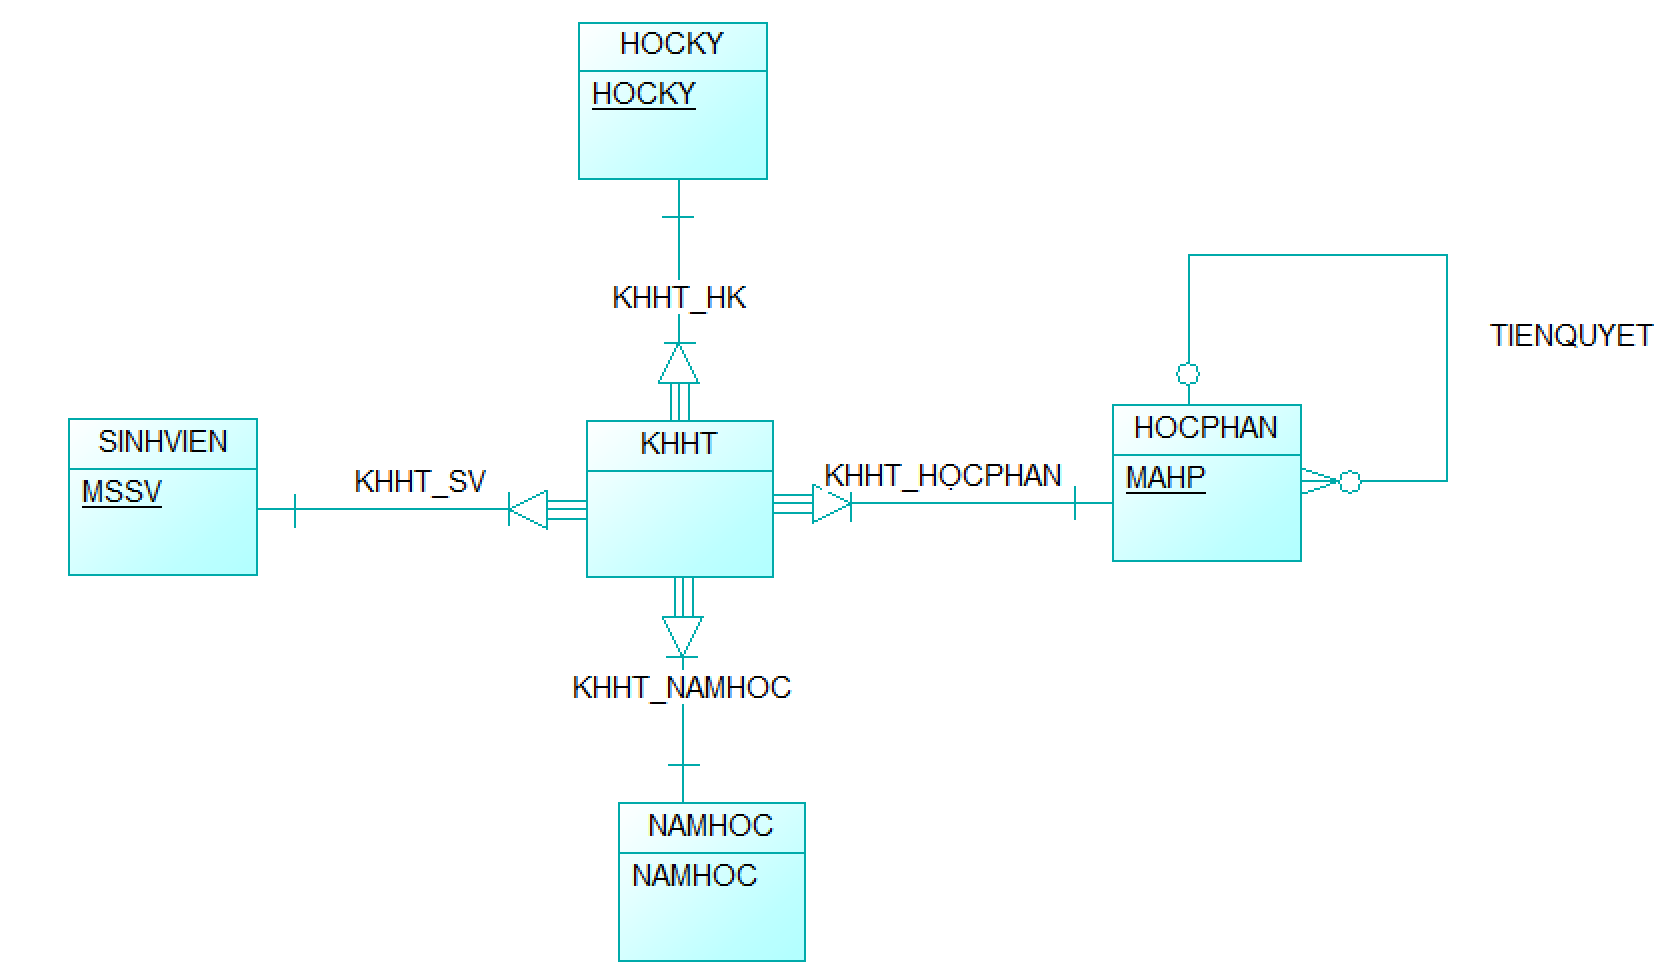 HOCKY
HOCKY
KHHT_HK
TIENQUYET
SINHVIEN
MSSV
KHHT_SV
KHHT
KHHT_HOCPHAN
HOCPHAN
MAHP
KHHT_NAMHOC
NAMHOC
NAMHOC